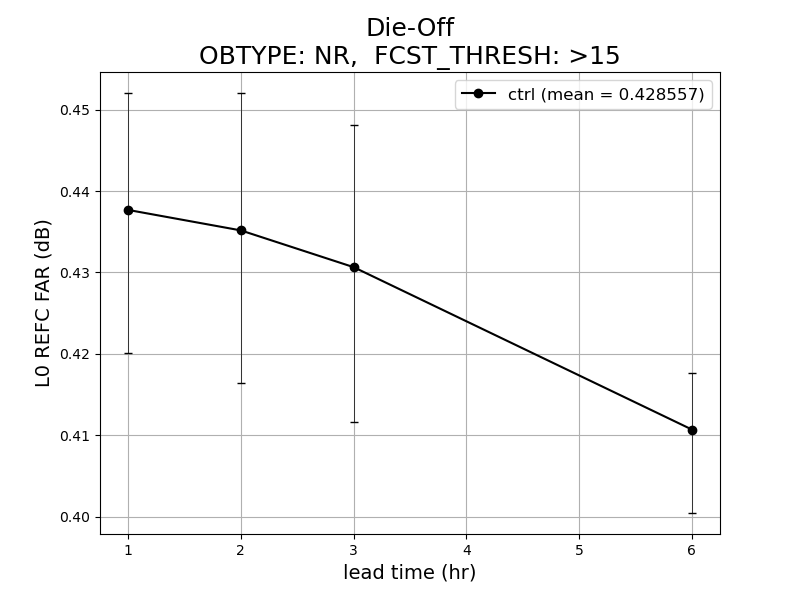 Die-Off
OBTYPE: NR,  FCST_THRESH: >15
ctrl (mean = 0.428557)
L0 REFC FAR (dB)
0.45
0.44
0.43
0.42
0.41
0.40
1 2 3 4 5 6
lead time (hr)